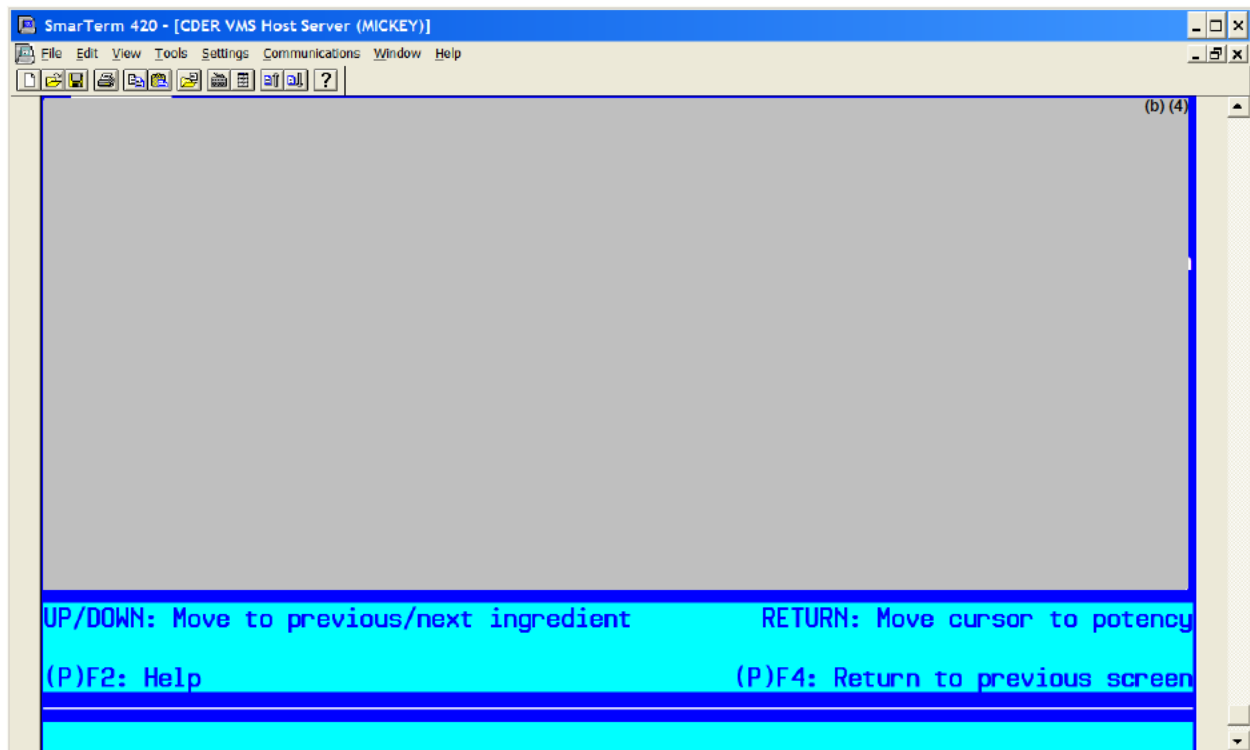 SmarTerm 420 - [CDER VMS Host Server (MICKEY)]
File Edit View Tools Settings Communications Window Help
(b) (4)
UP/DOWN: Move to previous/next ingredient RETURN: Move cursor to potency
(P)F2: Help (P)F4: Return to previous screen